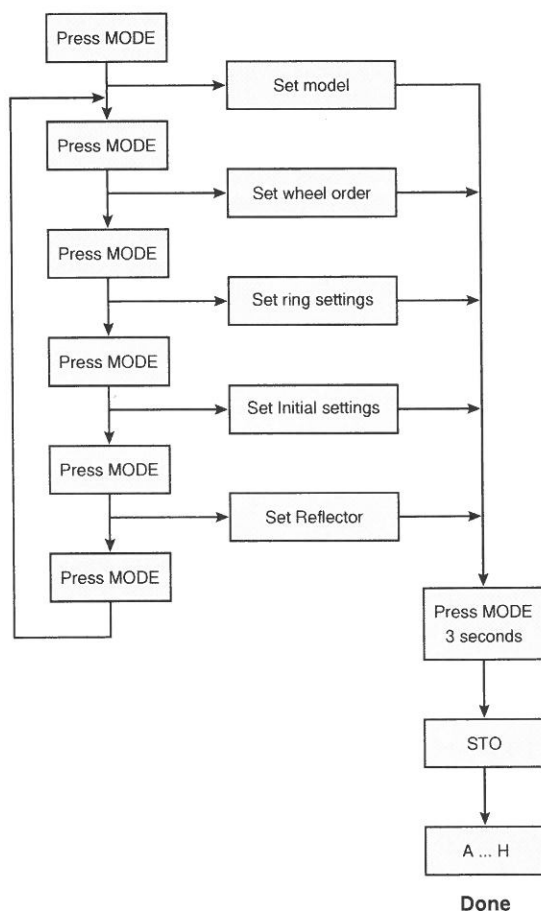 Press MODE
Set model
Press MODE
Set wheel order
Press MODE
Set ring settings
Press MODE
Set Initial settings
Press MODE
Set Reflector
Press MODE
Press MODE
3 seconds
STO
A ... H
Done